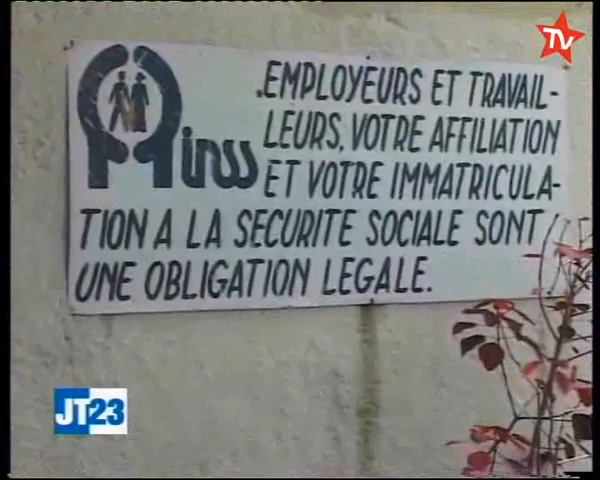 TV
.EMPLOYEURS ET TRAVAIL-
LEURS, VOTRE AFFILIATION
inss
ET VOTRE IMMATRICULA-
TION A LA SECURITE SOCIALE SONT
UNE OBLIGATION LEGALE.
JT23